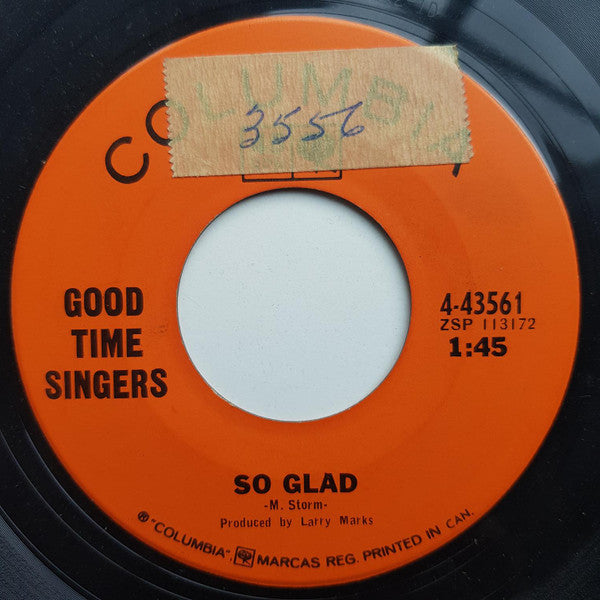 COLUMBIA
3556
GOOD
TIME
SINGERS
4-43561
ZSP 113172
1:45
SO GLAD
-M. Storm-
Produced by Larry Marks
® "COLUMBIA", MARCAS REG. PRINTED IN CAN.